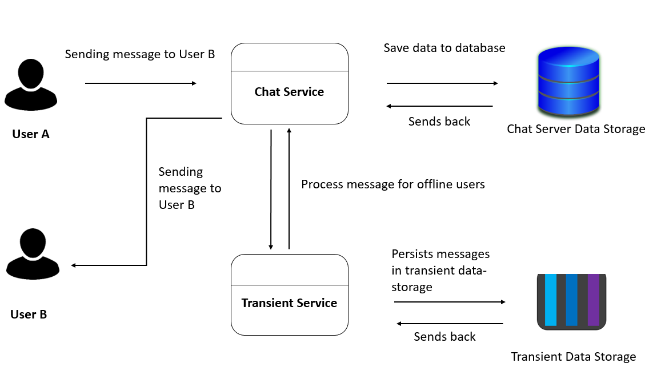 Sending message to User B
Save data to database
Chat Service
User A
Sends back
Chat Server Data Storage
Sending
message to
User B
Process message for offline users
Persists messages
in transient data-
storage
Transient Service
User B
Sends back
Transient Data Storage